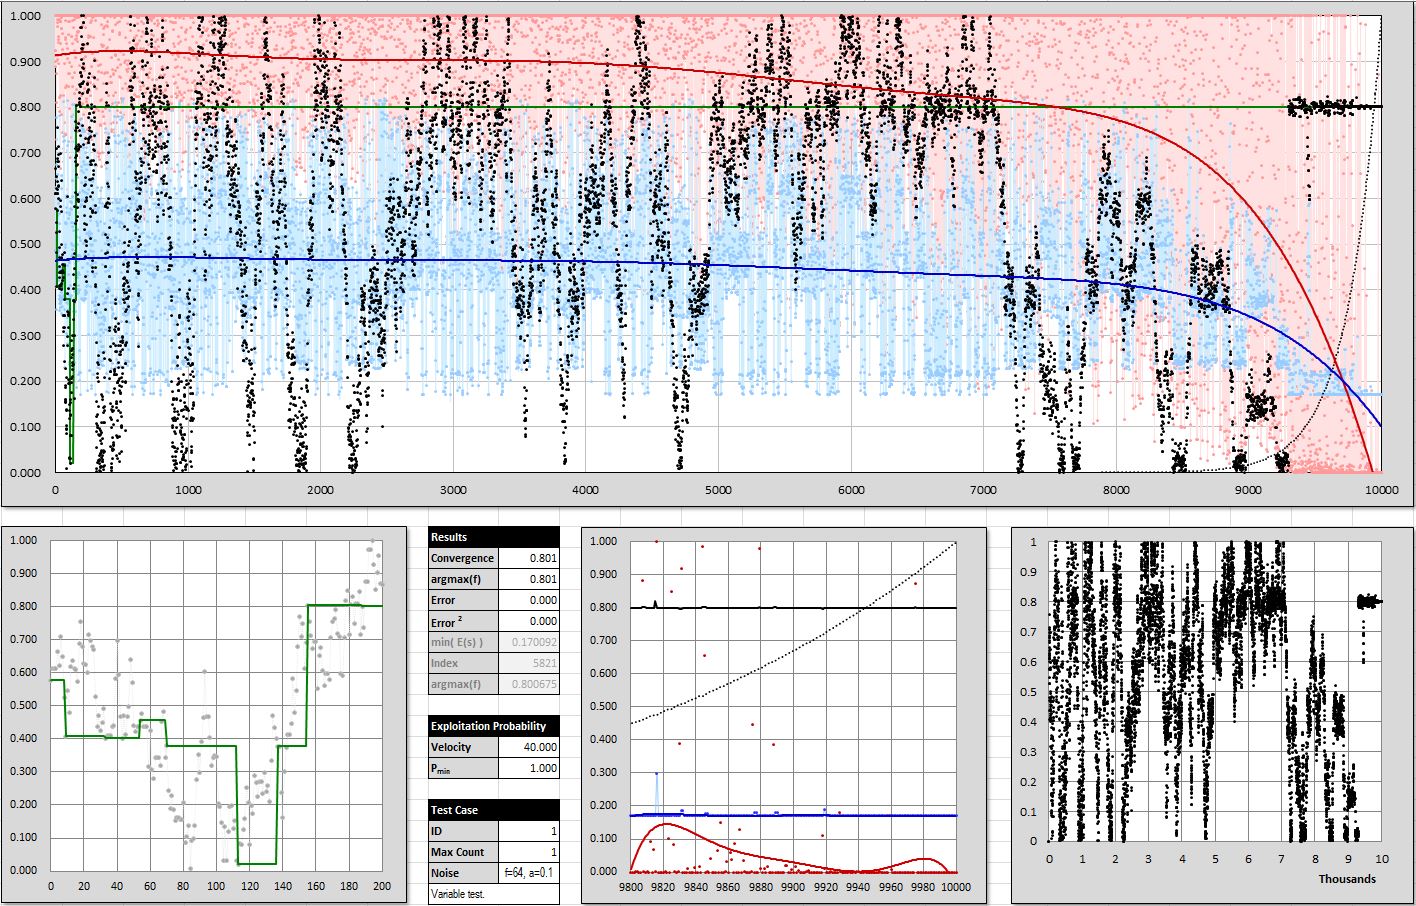 1.000
0.900
0.800
0.700
0.600
0.500
0.400
0.300
0.200
0.100
0.000
0 1000 2000 3000 4000 5000 6000 7000 8000 9000 10000
1.000
0.900
0.800
0.700
0.600
0.500
0.400
0.300
0.200
0.100
0.000
0 20 40 60 80 100 120 140 160 180 200
Results
Convergence 0.801
argmax(f) 0.801
Error 0.000
Error ² 0.000
min( E(s) ) 0.170092
Index 5821
argmax(f) 0.800675
Exploitation Probability
Velocity 40.000
Pmin 1.000
Test Case
ID 1
Max Count 1
Noise f=64, a=0.1
Variable test.
1.000
0.900
0.800
0.700
0.600
0.500
0.400
0.300
0.200
0.100
0.000
9800 9820 9840 9860 9880 9900 9920 9940 9960 9980 10000
1
0.9
0.8
0.7
0.6
0.5
0.4
0.3
0.2
0.1
0
0 1 2 3 4 5 6 7 8 9 10
Thousands